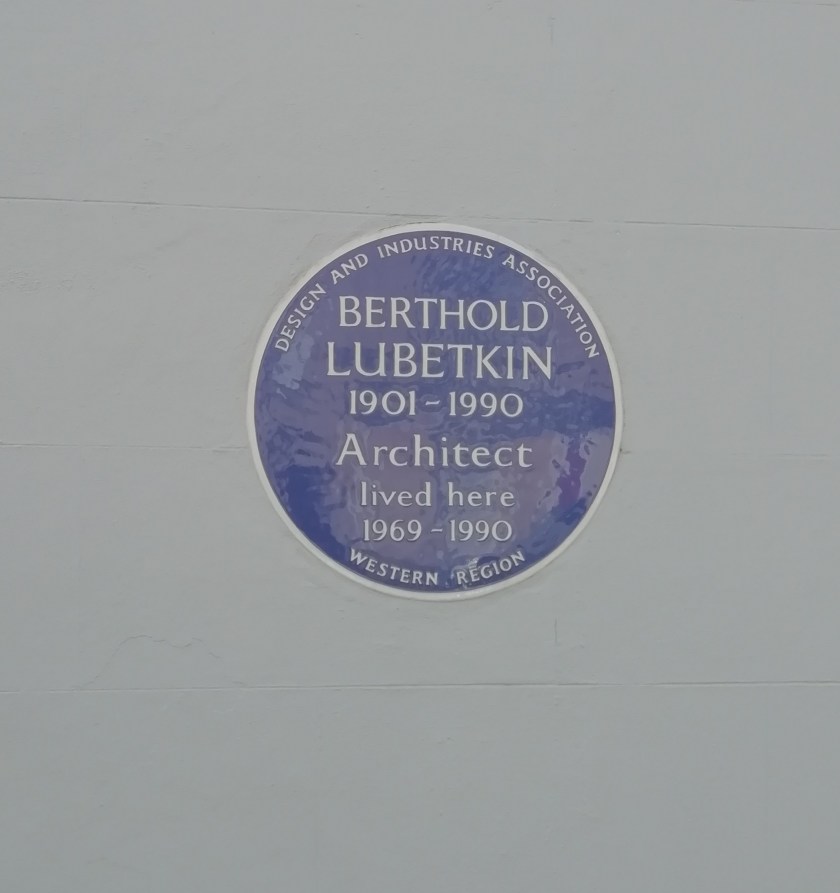 DESIGN AND INDUSTRIES ASSOCIATION
BERTHOLD
LUBETKIN
1901 - 1990
Architect
lived here
1969 - 1990
WESTERN REGION